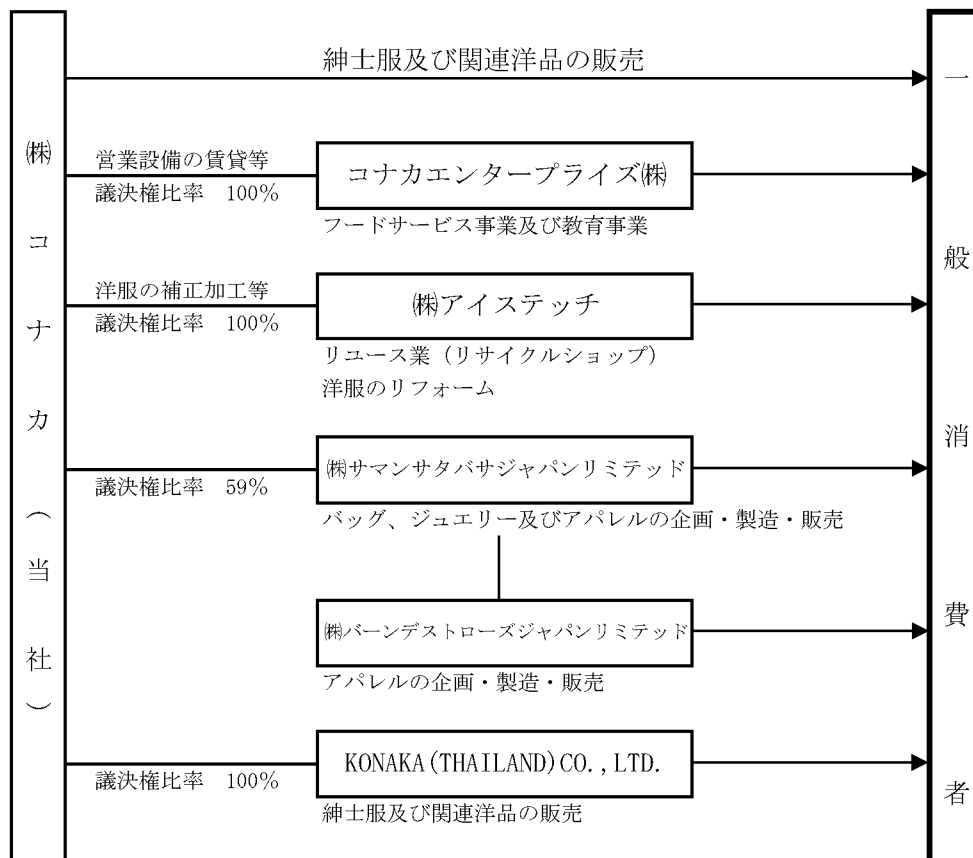 ㈱コナカ(当社)
紳士服及び関連洋品の販売
営業設備の賃貸等
議決権比率 100%
コナカエンタープライズ㈱
フードサービス事業及び教育事業
洋服の補正加工等
議決権比率 100%
㈱アイステッチ
リユース業(リサイクルショップ)
洋服のリフォーム
議決権比率 59%
㈱サマンサタバサジャパンリミテッド
バッグ、ジュエリー及びアパレルの企画・製造・販売
㈱バーンデストローズジャパンリミテッド
アパレルの企画・製造・販売
議決権比率 100%
KONAKA(THAILAND)CO.,LTD.
紳士服及び関連洋品の販売
一般消費者